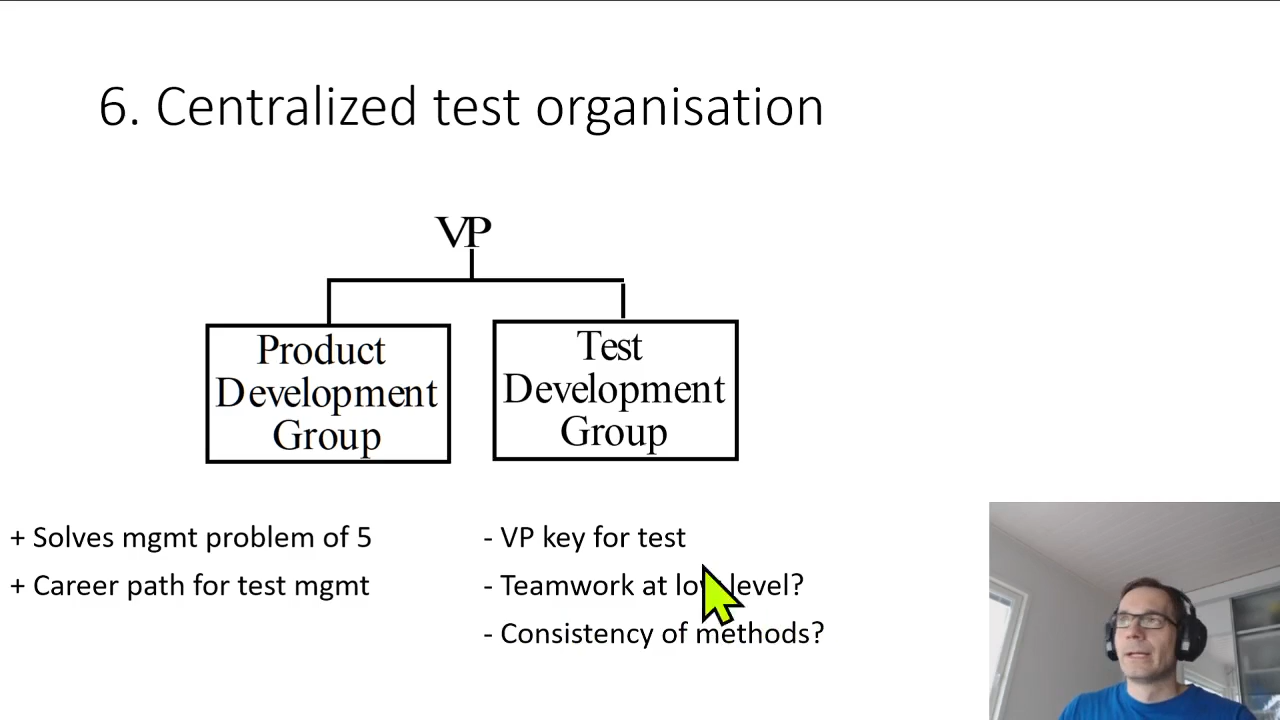 6. Centralized test organisation
VP
Product
Development
Group
Test
Development
Group
+ Solves mgmt problem of 5
+ Career path for test mgmt
- VP key for test
- Teamwork at low level?
- Consistency of methods?